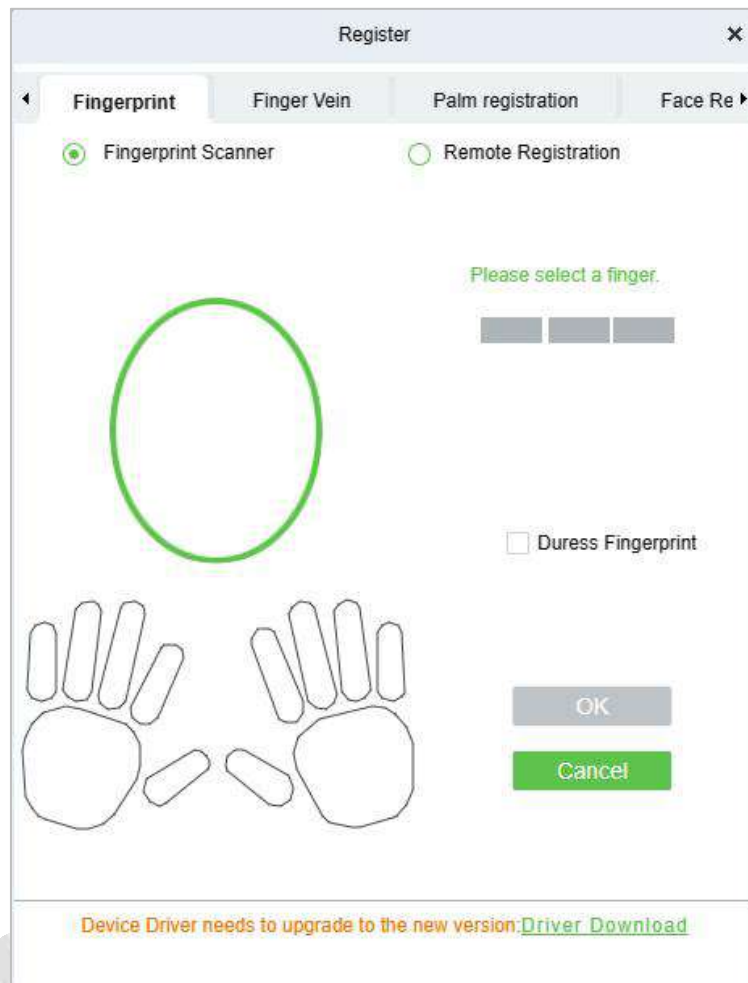 Register
Fingerprint Finger Vein Palm registration Face Re
Fingerprint Scanner Remote Registration
Please select a finger.
Duress Fingerprint
OK
Cancel
Device Driver needs to upgrade to the new version:Driver Download